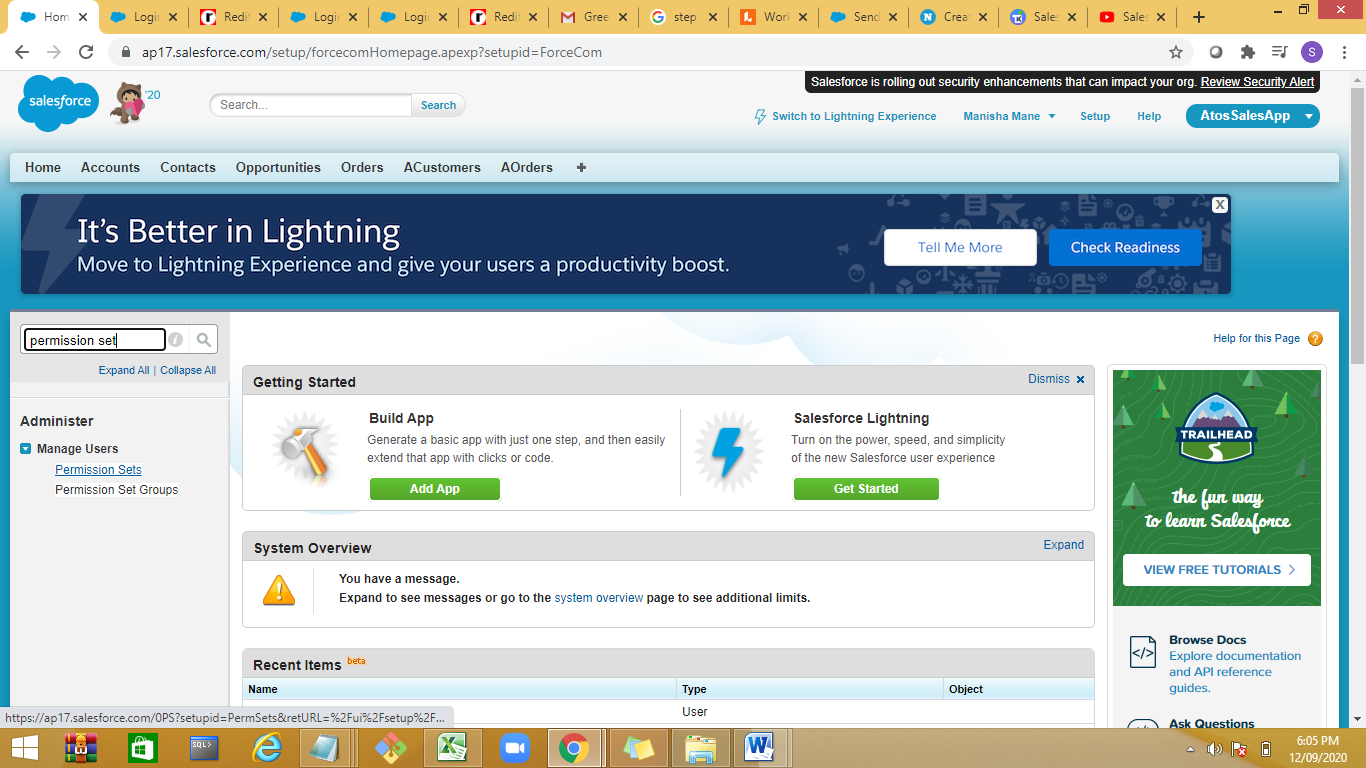 Hom
Login
Redif
Login
Login
Redif
Gree
step
Work
Send
Creat
Sales
Sales
ap17.salesforce.com/setup/forcecomHomepage.apexp?setupid=ForceCom
S
Salesforce is rolling out security enhancements that can impact your org. Review Security Alert
salesforce
'20
Search...
Search
Switch to Lightning Experience
Manisha Mane
Setup
Help
AtosSalesApp
Home
Accounts
Contacts
Opportunities
Orders
ACustomers
AOrders
+
It's Better in Lightning
Move to Lightning Experience and give your users a productivity boost.
Tell Me More
Check Readiness
X
permission set
i
Expand All | Collapse All
Administer
Manage Users
Permission Sets
Permission Set Groups
Help for this Page ?
Getting Started
Dismiss x
Build App
Generate a basic app with just one step, and then easily
extend that app with clicks or code.
Add App
Salesforce Lightning
Turn on the power, speed, and simplicity
of the new Salesforce user experience
Get Started
System Overview
Expand
You have a message.
Expand to see messages or go to the system overview page to see additional limits.
Recent Items beta
Name
Type
Object
User
TRAILHEAD
the fun way
to learn Salesforce
VIEW FREE TUTORIALS >
</>
Browse Docs
Explore documentation
and API reference
guides.
Ask Questions
https://ap17.salesforce.com/0PS?setupid=PermSets&retURL=%2Fui%2Fsetup%2F...
SQL>
6:05 PM
12/09/2020